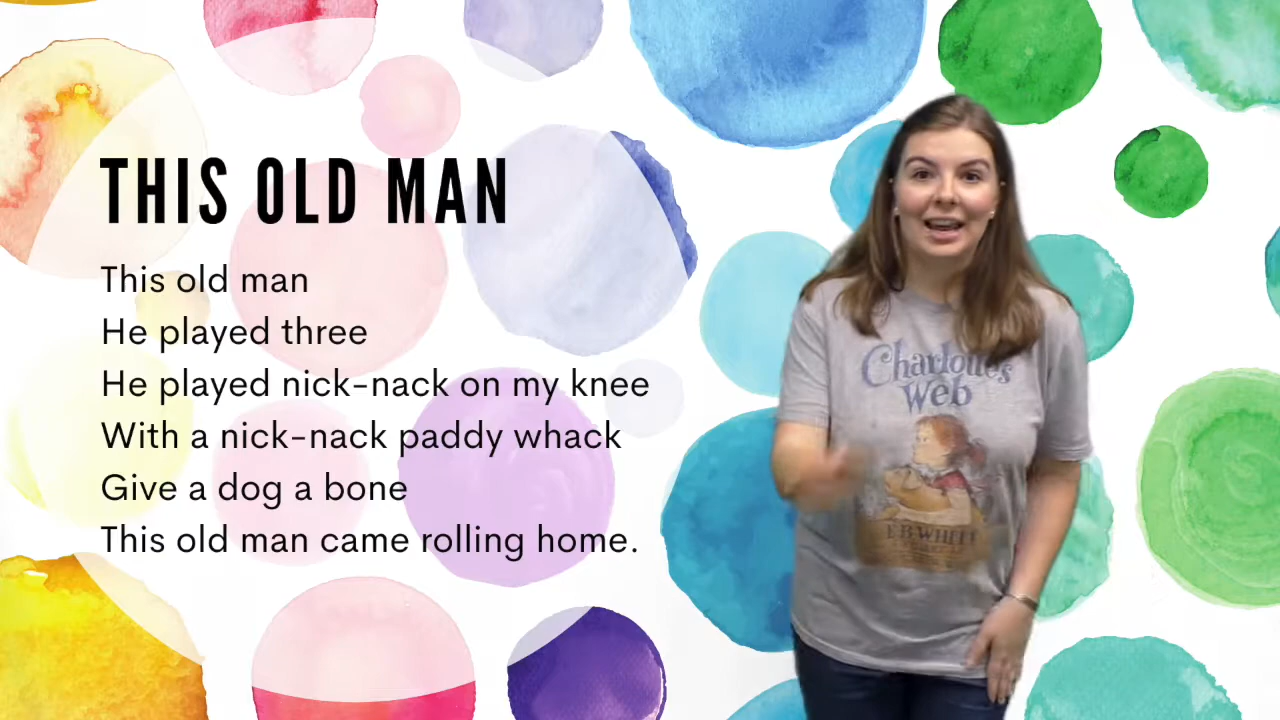 THIS OLD MAN
This old man
He played three
He played nick-nack on my knee
With a nick-nack paddy whack
Give a dog a bone
This old man came rolling home.
Charlotte's
Web
E B WHITE